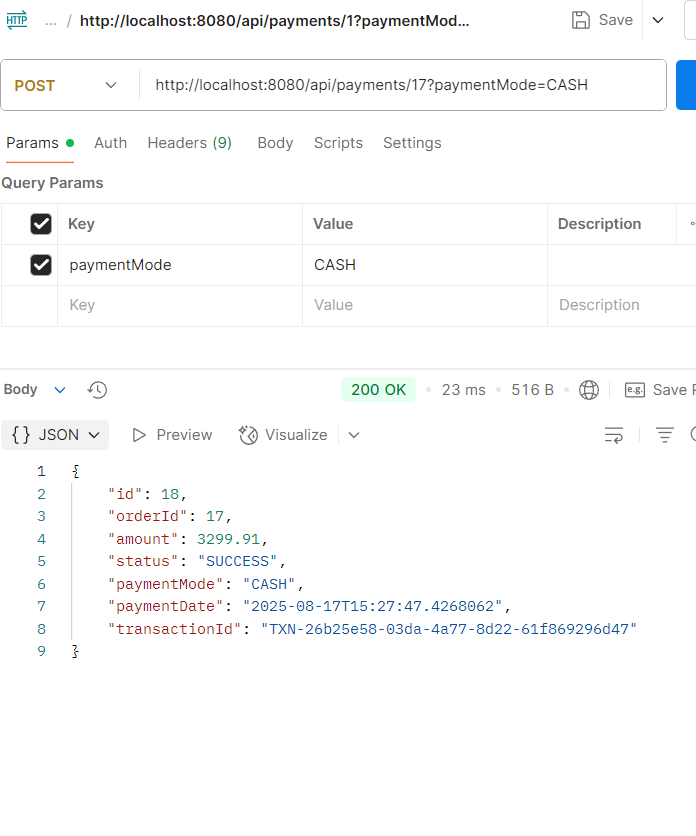 HTTP ... / http://localhost:8080/api/payments/1?paymentMod... Save
POST http://localhost:8080/api/payments/17?paymentMode=CASH
Params Auth Headers (9) Body Scripts Settings
Query Params
Key Value Description
paymentMode CASH
Key Value Description
Body 200 OK 23 ms 516 B e.g. Save
{} JSON Preview Visualize
1 {
2 "id": 18,
3 "orderId": 17,
4 "amount": 3299.91,
5 "status": "SUCCESS",
6 "paymentMode": "CASH",
7 "paymentDate": "2025-08-17T15:27:47.4268062",
8 "transactionId": "TXN-26b25e58-03da-4a77-8d22-61f869296d47"
9 }